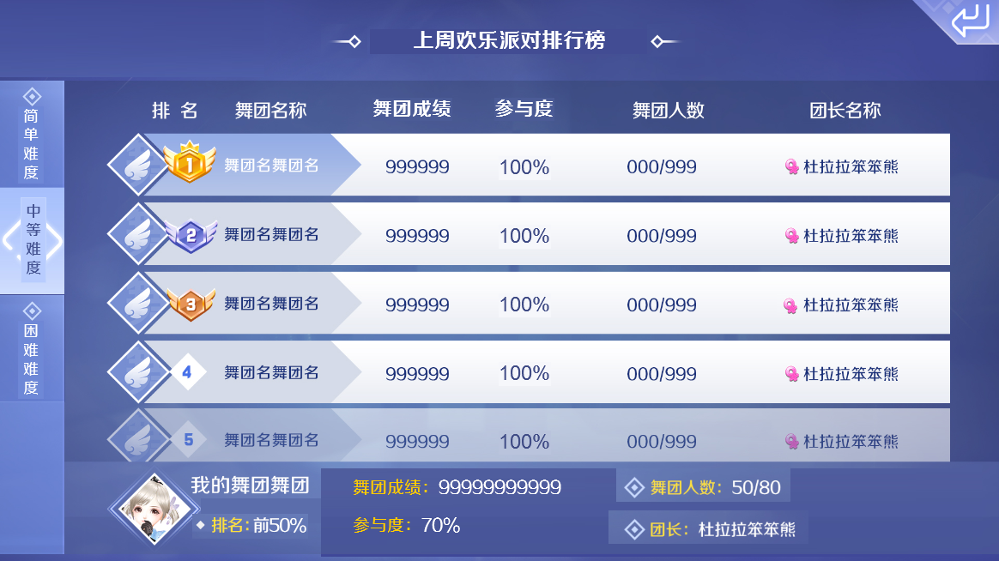 上周欢乐派对排行榜
简单难度
中等难度
困难难度
排 名 舞团名称 舞团成绩 参与度 舞团人数 团长名称
1 舞团名舞团名 999999 100% 000/999 杜拉拉笨笨熊
2 舞团名舞团名 999999 100% 000/999 杜拉拉笨笨熊
3 舞团名舞团名 999999 100% 000/999 杜拉拉笨笨熊
4 舞团名舞团名 999999 100% 000/999 杜拉拉笨笨熊
5 舞团名舞团名 999999 100% 000/999 杜拉拉笨笨熊
我的舞团舞团 舞团成绩：99999999999 舞团人数：50/80
排名：前50% 参与度：70% 团长：杜拉拉笨笨熊